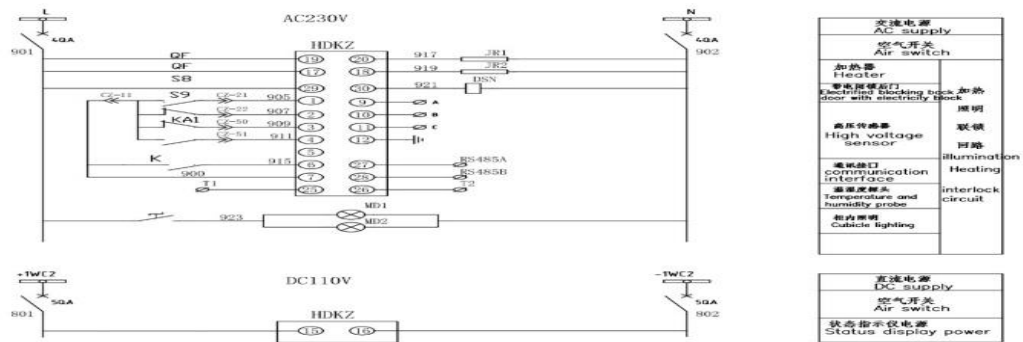 L
AC230V
N
4QA
4QA
901
HDKZ
902
QF
19
20
917
JR1
QF
17
18
919
JR2
S8
29
30
921
DSN
CZ-11
S9
CZ-21
905
1
9
A
CZ-22
907
2
10
B
KA1
CZ-50
909
3
11
C
CZ-51
911
4
12
5
K
915
6
27
RS485A
900
7
28
RS485B
T1
25
26
T2
MD1
923
MD2
交流电源
AC supply
空气开关
Air switch
加热器
Heater
带电闭锁后门
Electrified blocking back
door with electricity block
高压传感器
High voltage
sensor
通讯接口
communication
interface
温湿度探头
Temperature and
humidity probe
柜内照明
Cubicle lighting
加热
照明
联锁
回路
illumination
Heating
interlock
circuit
+1WC2
DC110V
-1WC2
5QA
5QA
801
HDKZ
802
15
16
直流电源
DC supply
空气开关
Air switch
状态指示仪电源
Status display power